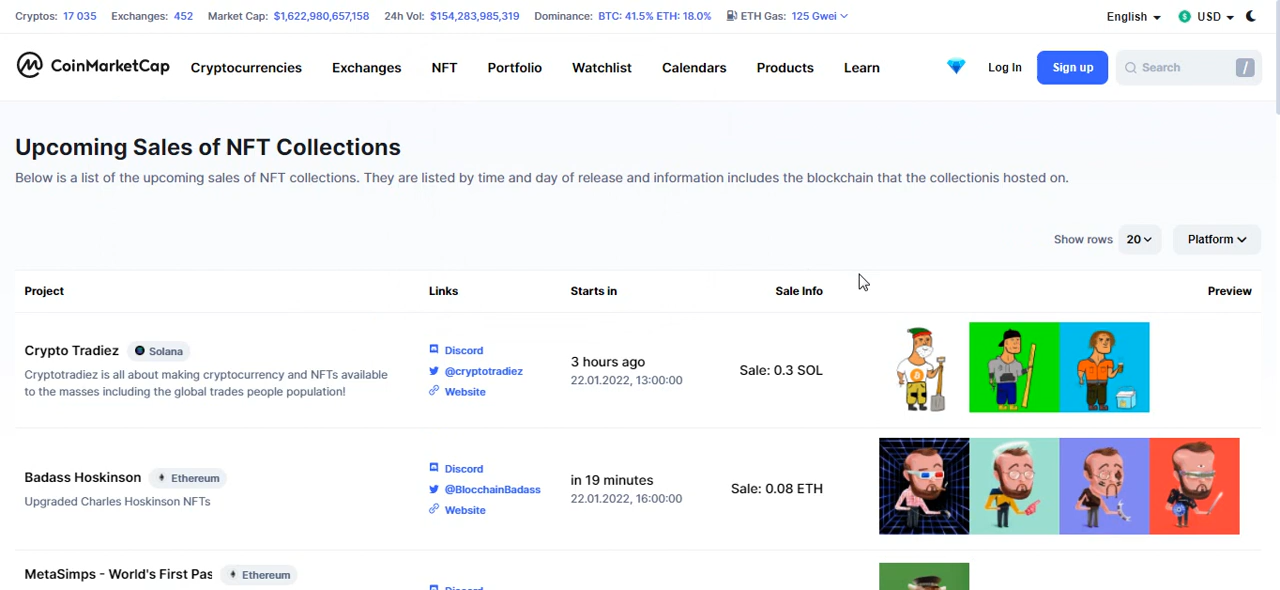 Cryptos: 17 035 Exchanges: 452 Market Cap: $1,622,980,657,158 24h Vol: $154,283,985,319 Dominance: BTC: 41.5% ETH: 18.0% ETH Gas: 125 Gwei English USD
CoinMarketCap Cryptocurrencies Exchanges NFT Portfolio Watchlist Calendars Products Learn Log In Sign up Search /
Upcoming Sales of NFT Collections
Below is a list of the upcoming sales of NFT collections. They are listed by time and day of release and information includes the blockchain that the collectionis hosted on.
Show rows 20 Platform
Project Links Starts in Sale Info Preview
Crypto Tradiez Solana
Cryptotradiez is all about making cryptocurrency and NFTs available
to the masses including the global trades people population!
Discord
@cryptotradiez
Website
3 hours ago
22.01.2022, 13:00:00
Sale: 0.3 SOL
Badass Hoskinson Ethereum
Upgraded Charles Hoskinson NFTs
Discord
@BlocchainBadass
Website
in 19 minutes
22.01.2022, 16:00:00
Sale: 0.08 ETH
MetaSimps - World's First Pas Ethereum
Discord